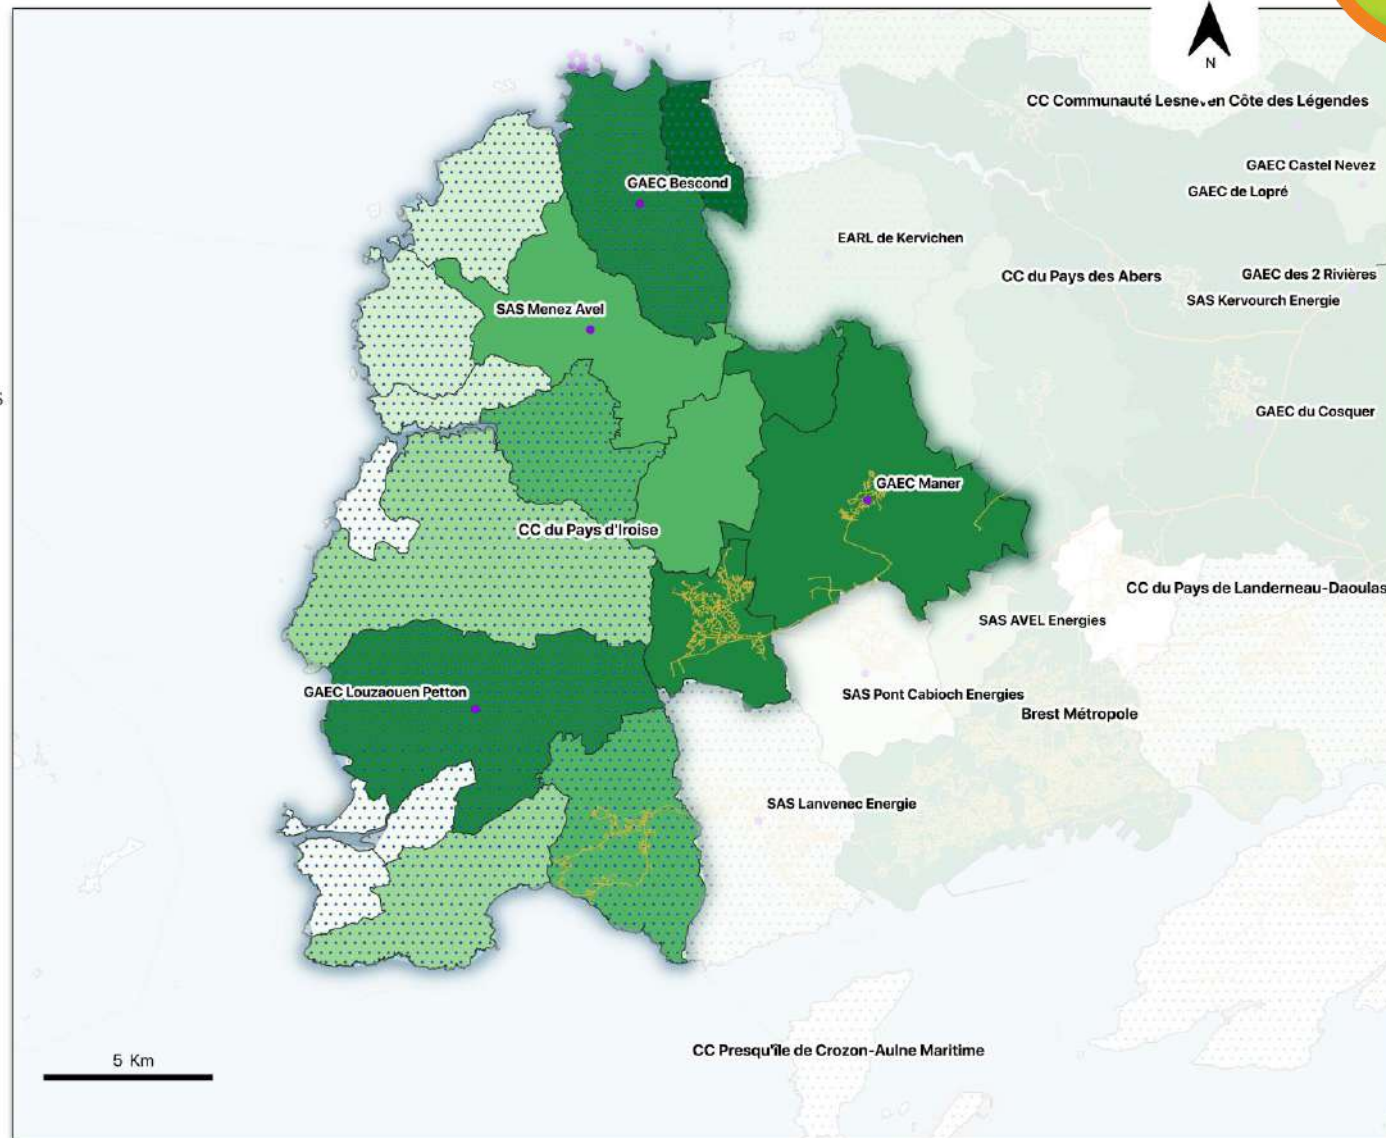 N
CC Communauté Lesneven Côte des Légendes
GAEC Castel Nevez
GAEC Bescond
GAEC de Lopré
EARL de Kervichen
CC du Pays des Abers
GAEC des 2 Rivières
SAS Kervourch Energie
SAS Menez Avel
GAEC du Cosquer
GAEC Maner
CC du Pays d'Iroise
CC du Pays de Landerneau-Daoulas
SAS AVEL Energies
GAEC Louzaouen Petton
SAS Pont Cabioch Energies
Brest Métropole
SAS Lanvenec Energie
CC Presqu'île de Crozon-Aulne Maritime
5 Km